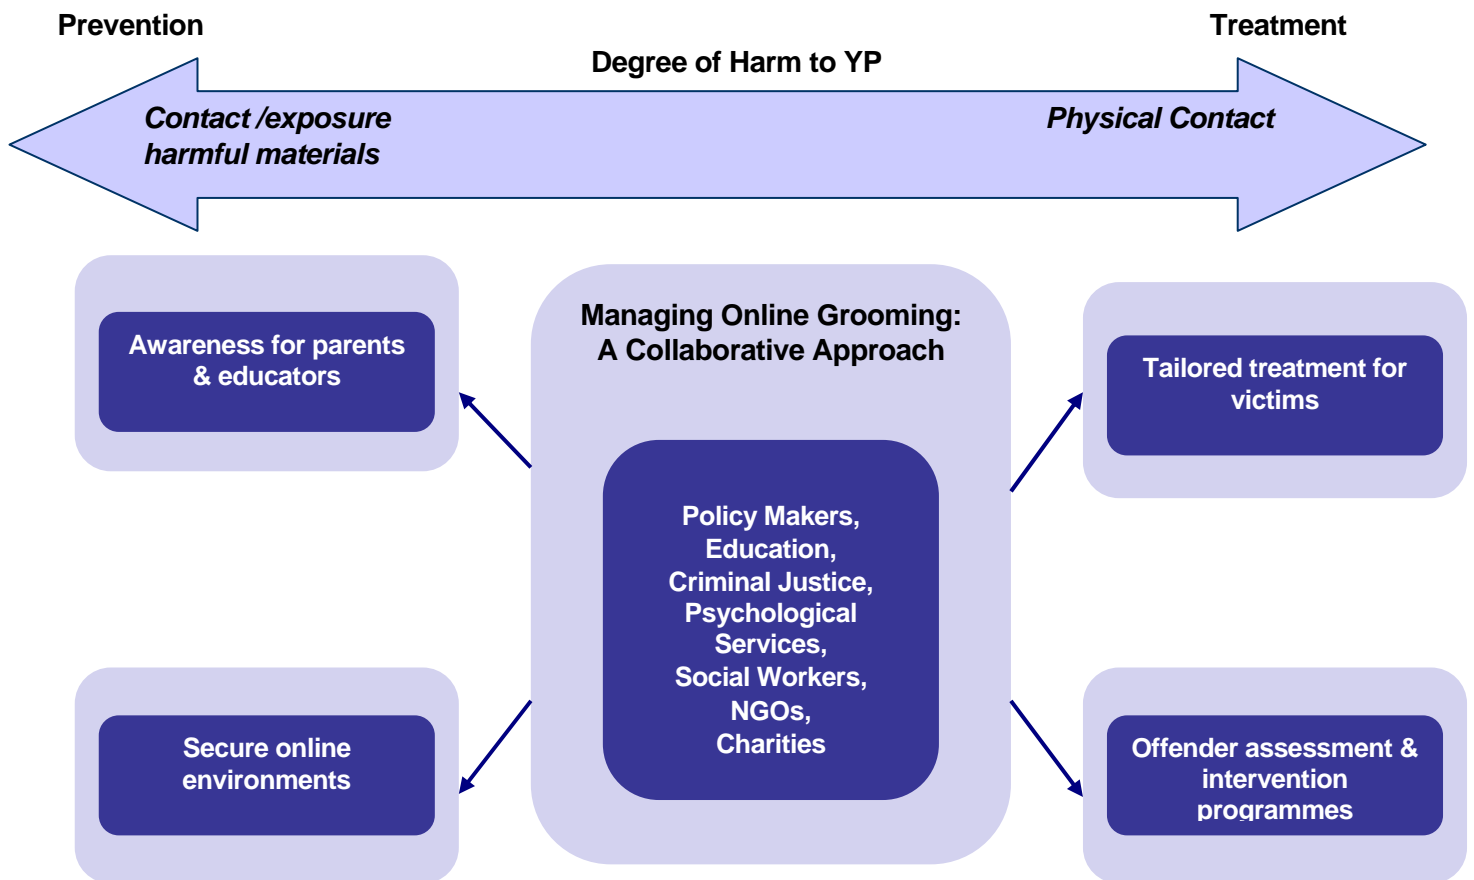 Prevention
Treatment
Degree of Harm to YP
Contact /exposure
harmful materials
Physical Contact
Awareness for parents
& educators
Managing Online Grooming:
A Collaborative Approach
Tailored treatment for
victims
Policy Makers,
Education,
Criminal Justice,
Psychological
Services,
Social Workers,
NGOs,
Charities
Secure online
environments
Offender assessment &
intervention
programmes